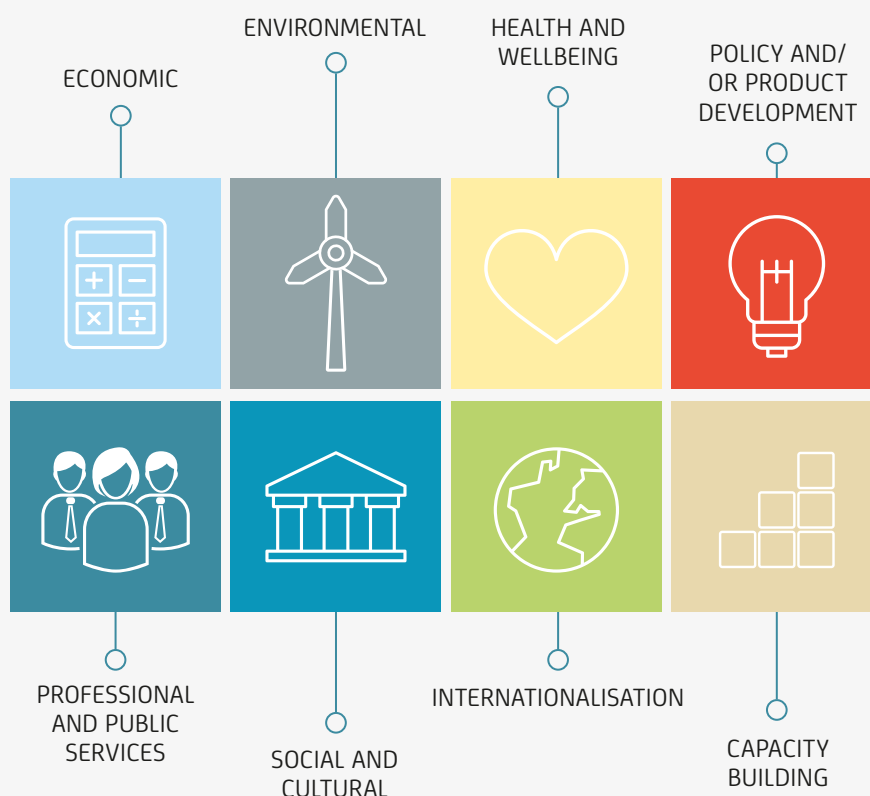 ECONOMIC
ENVIRONMENTAL
HEALTH AND
WELLBEING
POLICY AND/
OR PRODUCT
DEVELOPMENT
PROFESSIONAL
AND PUBLIC
SERVICES
SOCIAL AND
CULTURAL
INTERNATIONALISATION
CAPACITY
BUILDING